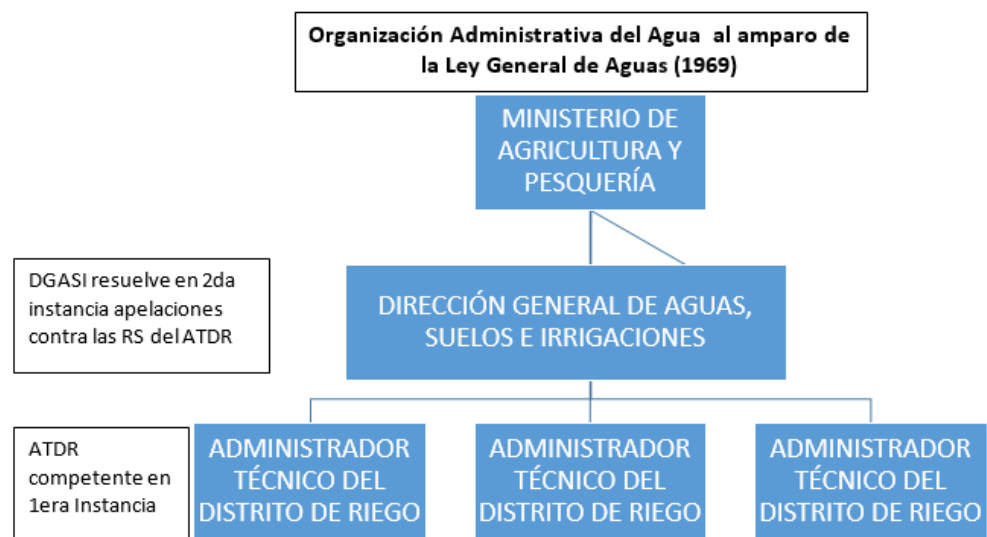 Organización Administrativa del Agua al amparo de
la Ley General de Aguas (1969)
MINISTERIO DE
AGRICULTURA Y
PESQUERÍA
DGASI resuelve en 2da
instancia apelaciones
contra las RS del ATDR
DIRECCIÓN GENERAL DE AGUAS,
SUELOS E IRRIGACIONES
ATDR
competente en
1era Instancia
ADMINISTRADOR
TÉCNICO DEL
DISTRITO DE RIEGO
ADMINISTRADOR
TÉCNICO DEL
DISTRITO DE RIEGO
ADMINISTRADOR
TÉCNICO DEL
DISTRITO DE RIEGO